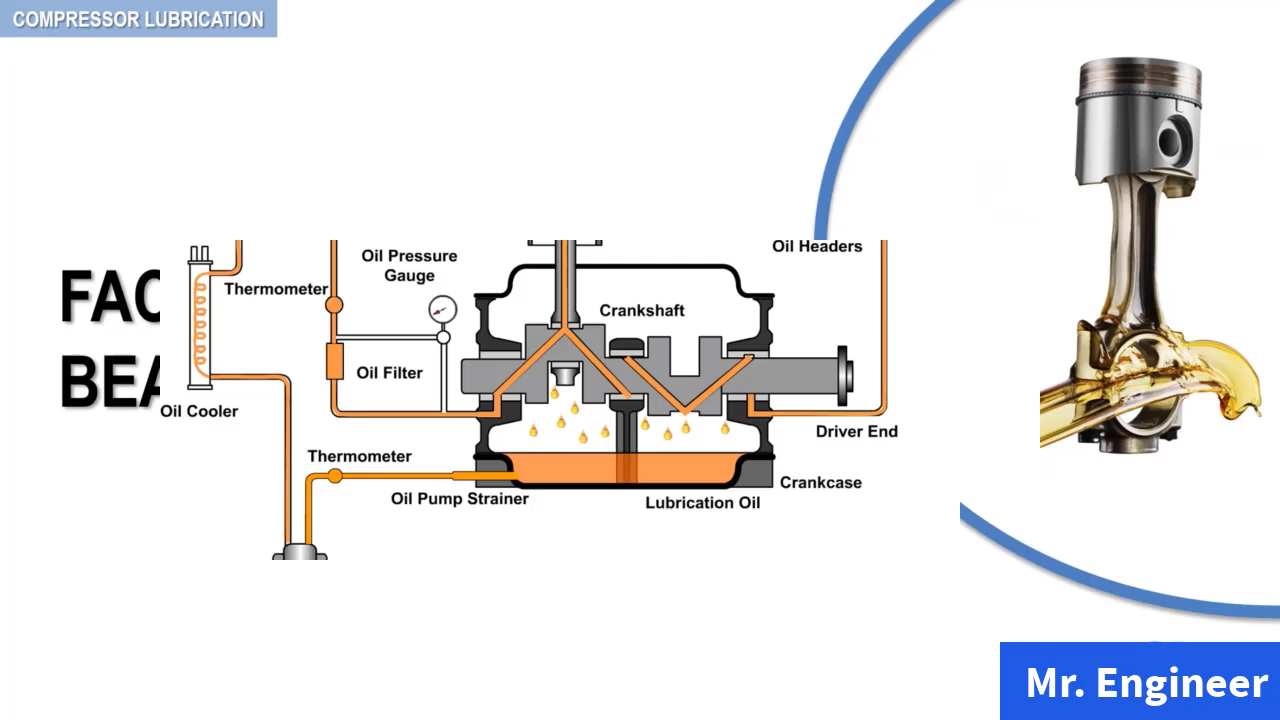 COMPRESSOR LUBRICATION
Oil Headers
Oil Pressure
Gauge
Thermometer
Crankshaft
Oil Filter
Oil Cooler
Driver End
Thermometer
Crankcase
Oil Pump Strainer
Lubrication Oil
Mr. Engineer